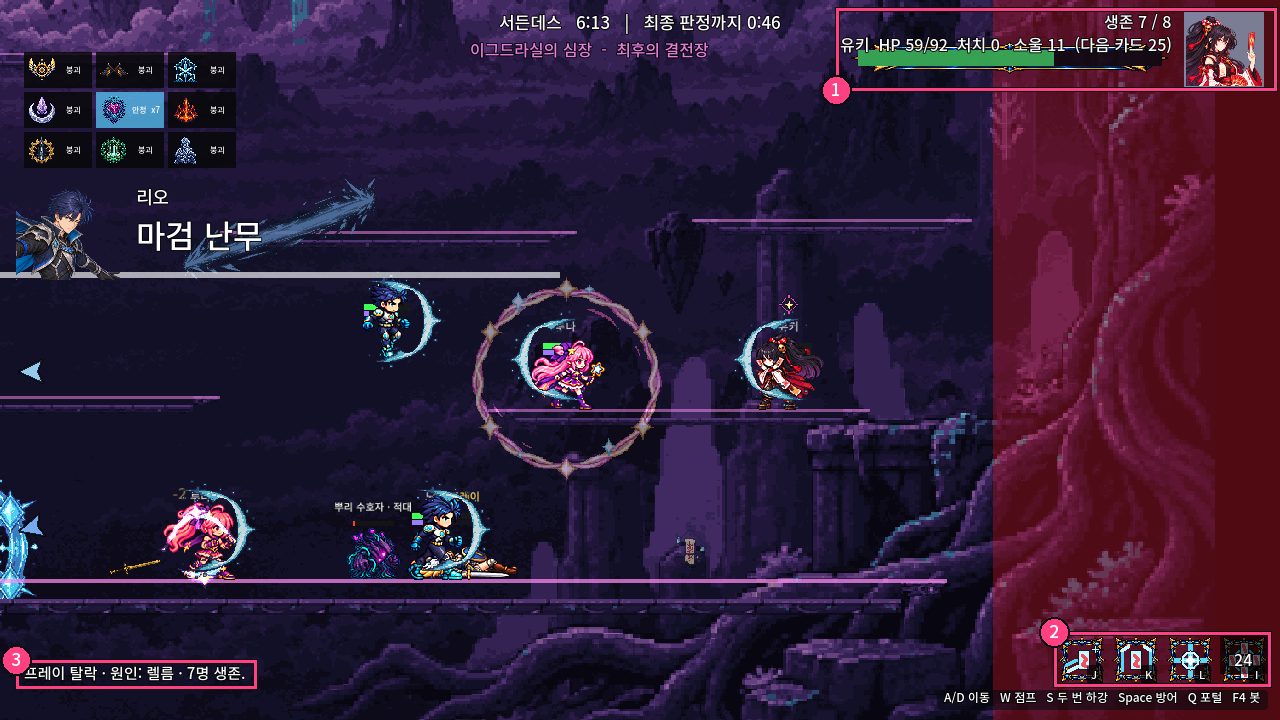 서든데스 6:13 | 최종 판정까지 0:46
이그드라실의 심장 - 최후의 결전장
생존 7 / 8
유키 HP 59/92 처치 0 · 소울 11 (다음 카드 25)
1
붕괴 붕괴 붕괴
붕괴 안정 x7 붕괴
붕괴 붕괴 붕괴
리오
마검 난무
뿌리 수호자 · 적대
2
J K L 24 I
3
프레이 탈락 · 원인: 렐름 · 7명 생존.
A/D 이동 W 점프 S 두 번 하강 Space 방어 Q 포털 F4 봇